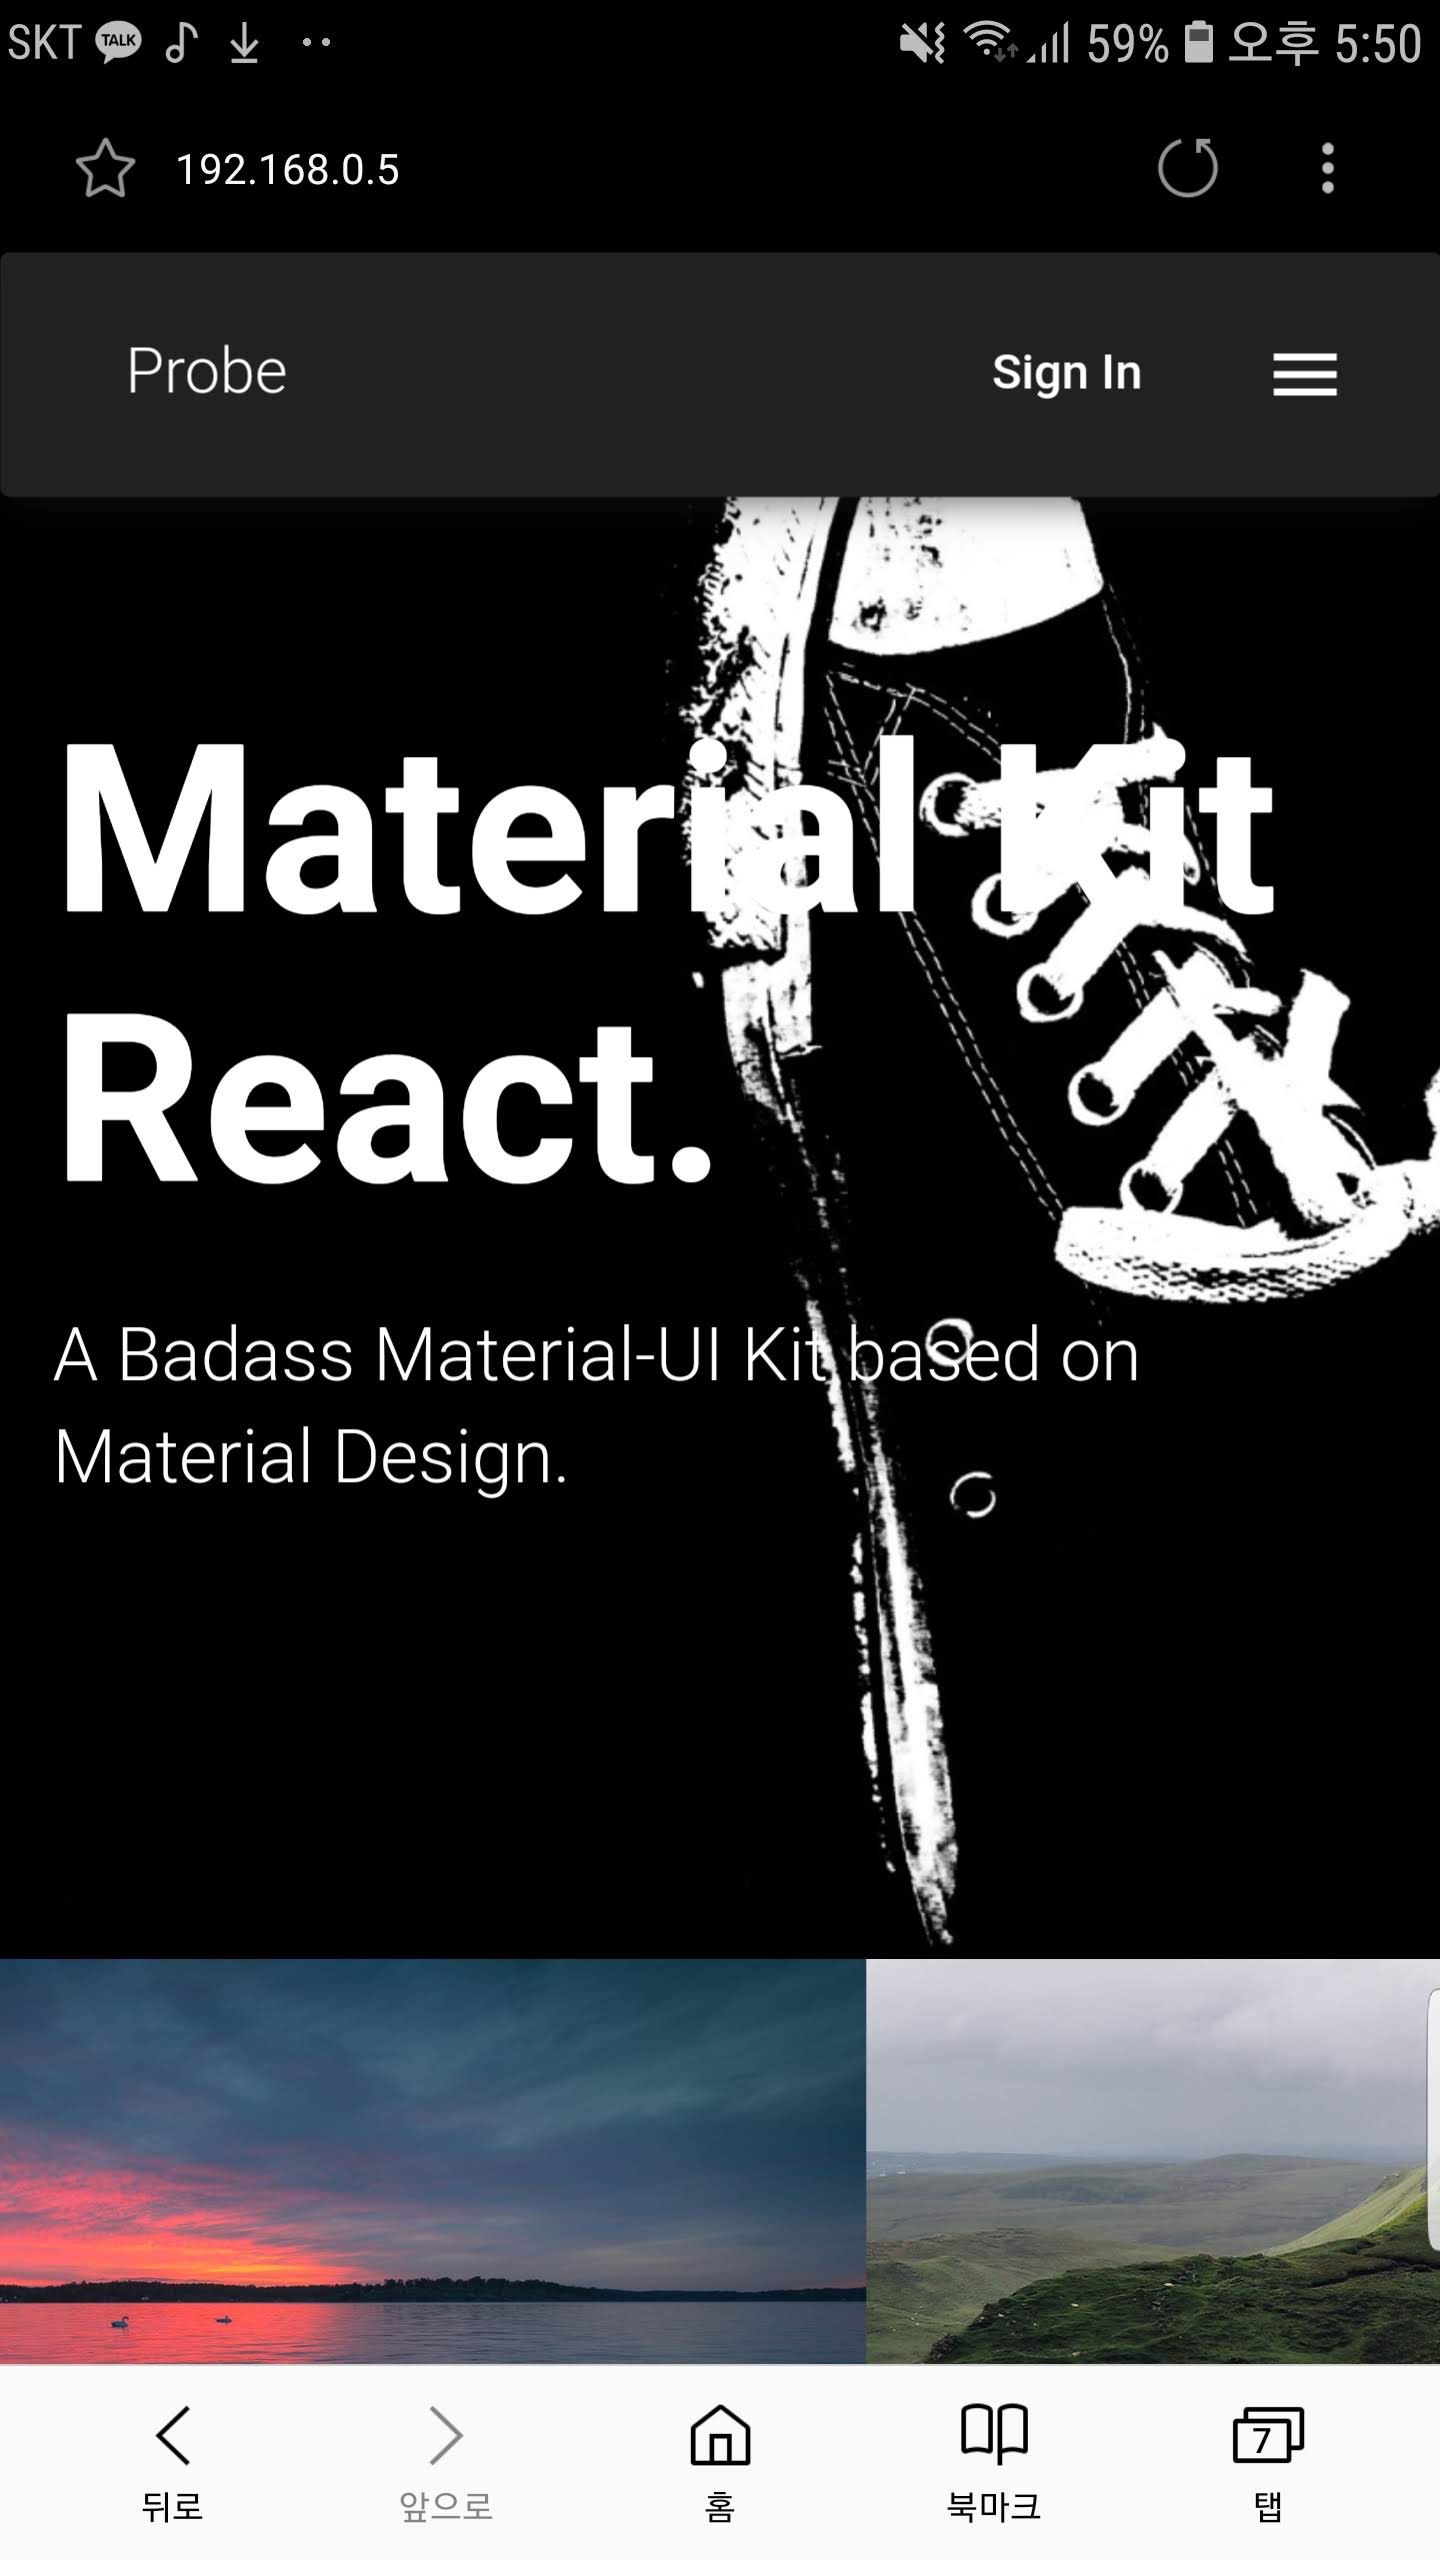 SKT TALK 59% 오후 5:50
192.168.0.5
Probe Sign In
Material Kit
React.
A Badass Material-UI Kit based on
Material Design.
7
뒤로 앞으로 홈 북마크 탭